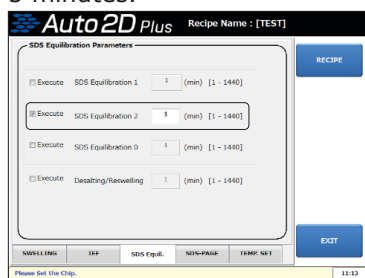 5 minutes.
Auto2D Plus Recipe Name : [TEST]
SDS Equilibration Parameters
RECIPE
Execute SDS Equilibration 1 1 (min) [1 - 1440]
Execute SDS Equilibration 2 1 (min) [1 - 1440]
Execute SDS Equilibration 0 1 (min) [1 - 1440]
Execute Desalting/Reswelling 1 (min) [1 - 1440]
EXIT
SWELLING IEF SDS Equil. SDS-PAGE TEMP. SET
Please Set the Chip. 11:13